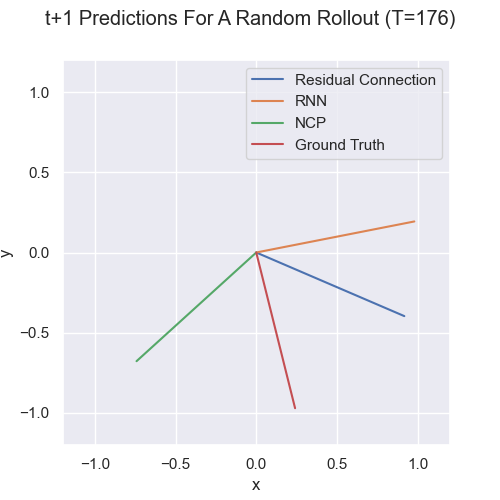 t+1 Predictions For A Random Rollout (T=176)
Residual Connection
RNN
NCP
Ground Truth
1.0
0.5
0.0
−0.5
−1.0
y
−1.0 −0.5 0.0 0.5 1.0
x